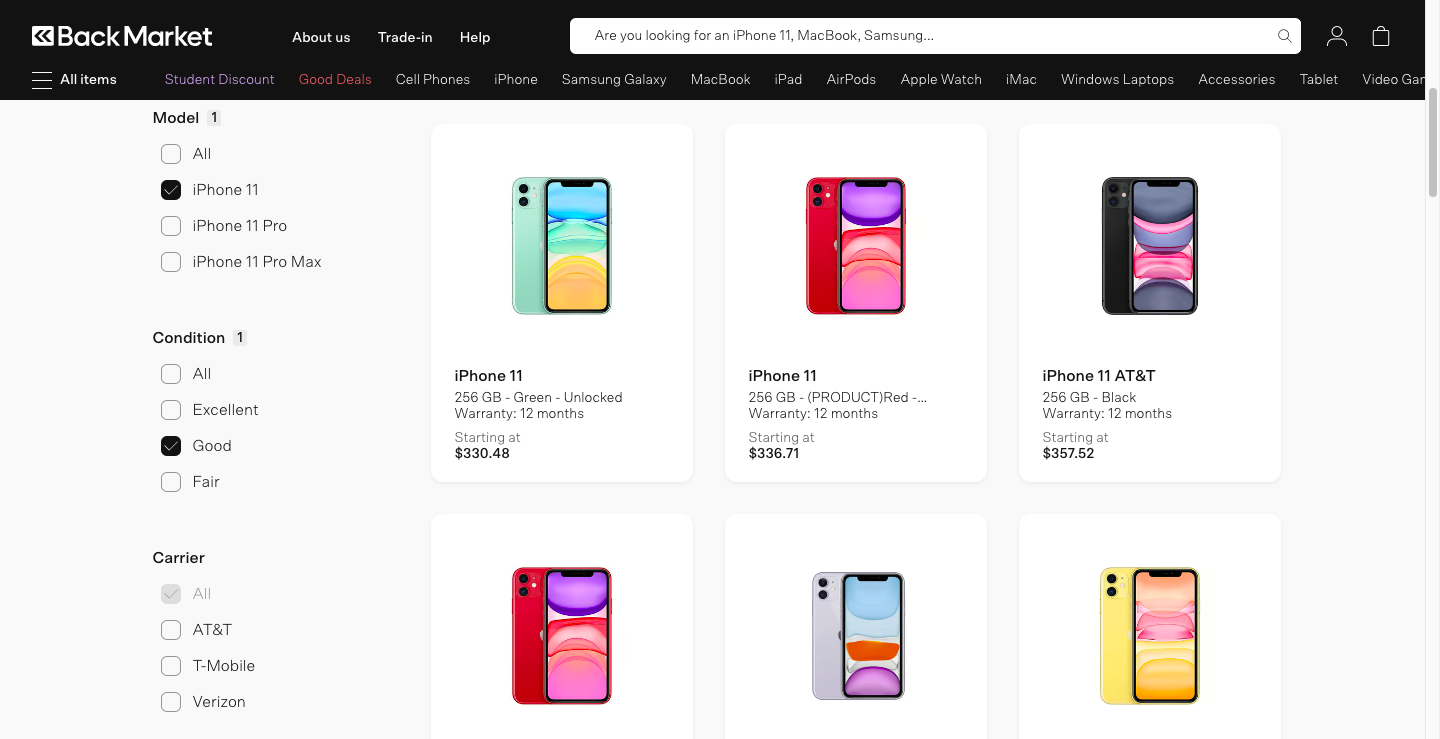 Back Market
About us
Trade-in
Help
Are you looking for an iPhone 11, MacBook, Samsung...
All items
Student Discount
Good Deals
Cell Phones
iPhone
Samsung Galaxy
MacBook
iPad
AirPods
Apple Watch
iMac
Windows Laptops
Accessories
Tablet
Video Gam
Model 1
All
iPhone 11
iPhone 11 Pro
iPhone 11 Pro Max
Condition 1
All
Excellent
Good
Fair
Carrier
All
AT&T
T-Mobile
Verizon
iPhone 11
256 GB - Green - Unlocked
Warranty: 12 months
Starting at
$330.48
iPhone 11
256 GB - (PRODUCT)Red -...
Warranty: 12 months
Starting at
$336.71
iPhone 11 AT&T
256 GB - Black
Warranty: 12 months
Starting at
$357.52